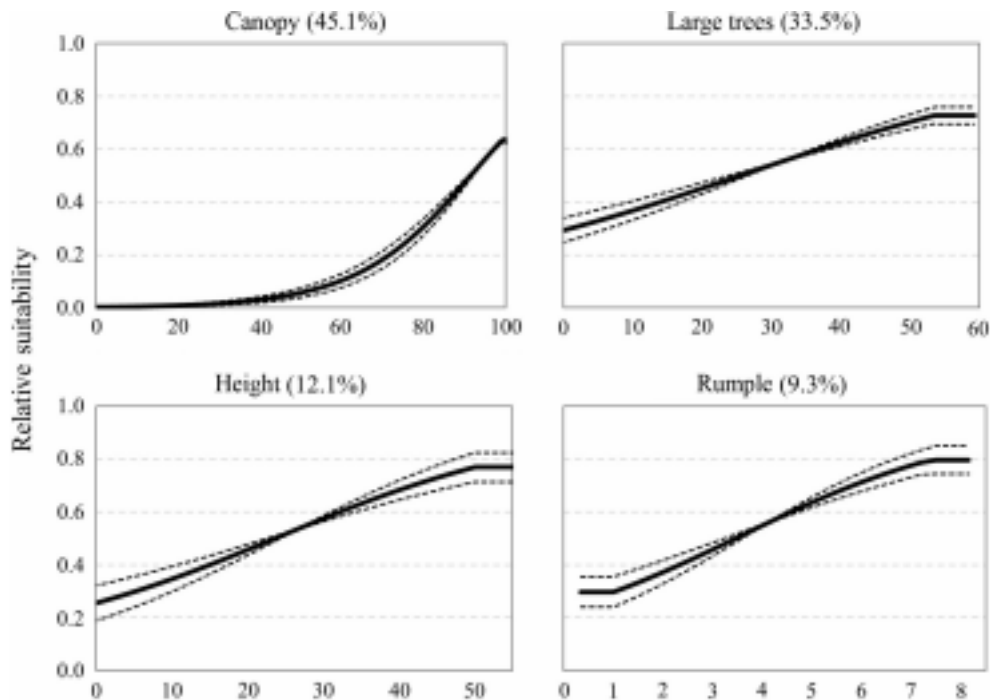 Canopy (45.1%)
Large trees (33.5%)
1.0
0.8
0.6
0.4
0.2
0.0
0 20 40 60 80 100
0 10 20 30 40 50 60
Relative suitability
Height (12.1%)
Rumple (9.3%)
1.0
0.8
0.6
0.4
0.2
0.0
0 10 20 30 40 50
0 1 2 3 4 5 6 7 8